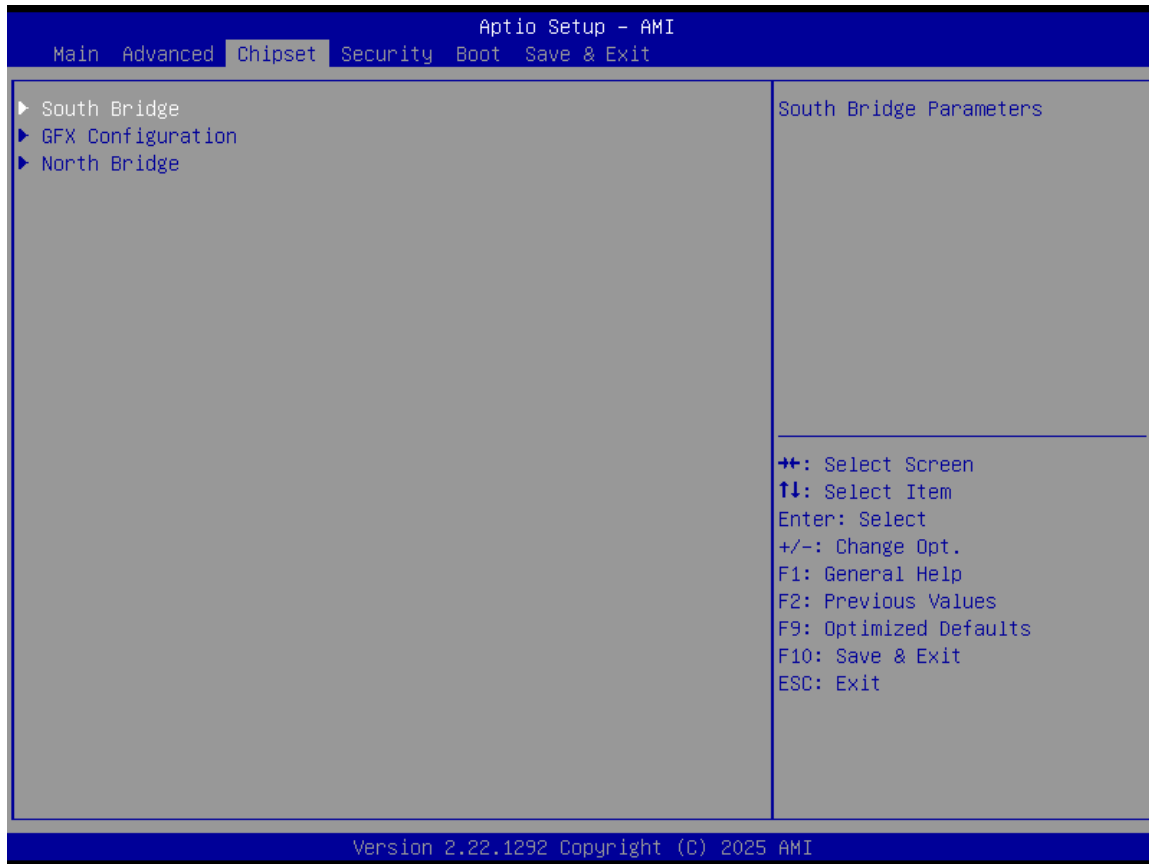 Aptio Setup – AMI
Main Advanced Chipset Security Boot Save & Exit
▶ South Bridge
▶ GFX Configuration
▶ North Bridge
South Bridge Parameters
→←: Select Screen
↑↓: Select Item
Enter: Select
+/-: Change Opt.
F1: General Help
F2: Previous Values
F9: Optimized Defaults
F10: Save & Exit
ESC: Exit
Version 2.22.1292 Copyright (C) 2025 AMI